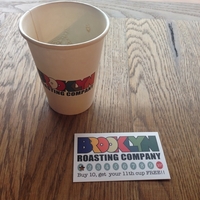 BROOKLYN
ROASTING COMPANY
BROOKLYN
ROASTING COMPANY
Buy 10, get your 11th cup FREE!!